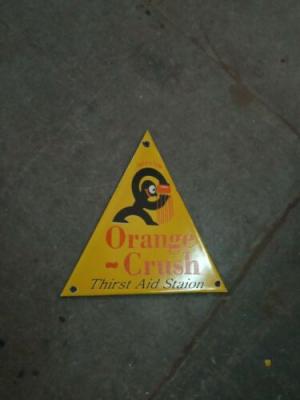 Orange
~ Crush
Thirst Aid Staion